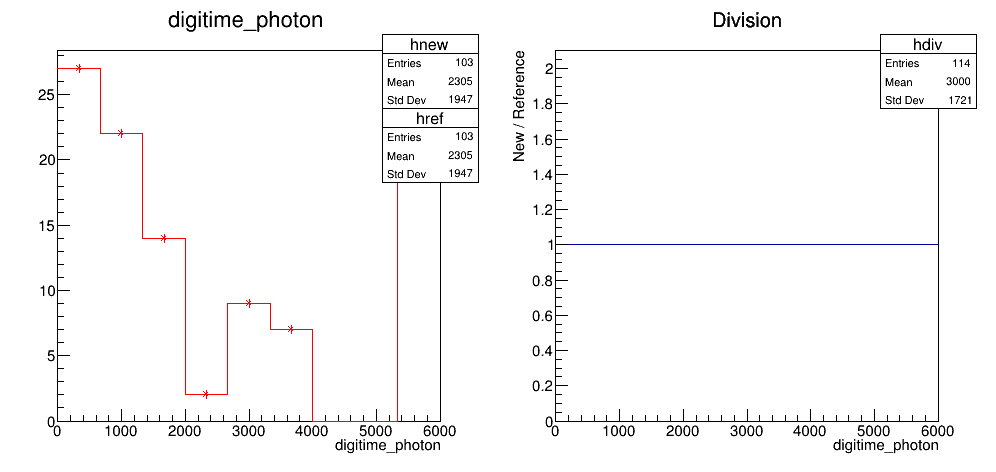 digitime_photon
hnew
Entries 103
Mean 2305
Std Dev 1947
href
Entries 103
Mean 2305
Std Dev 1947
25
20
15
10
5
0
0 1000 2000 3000 4000 5000 6000
digitime_photon
Division
hdiv
Entries 114
Mean 3000
Std Dev 1721
New / Reference
2
1.8
1.6
1.4
1.2
1
0.8
0.6
0.4
0.2
0
0 1000 2000 3000 4000 5000 6000
digitime_photon